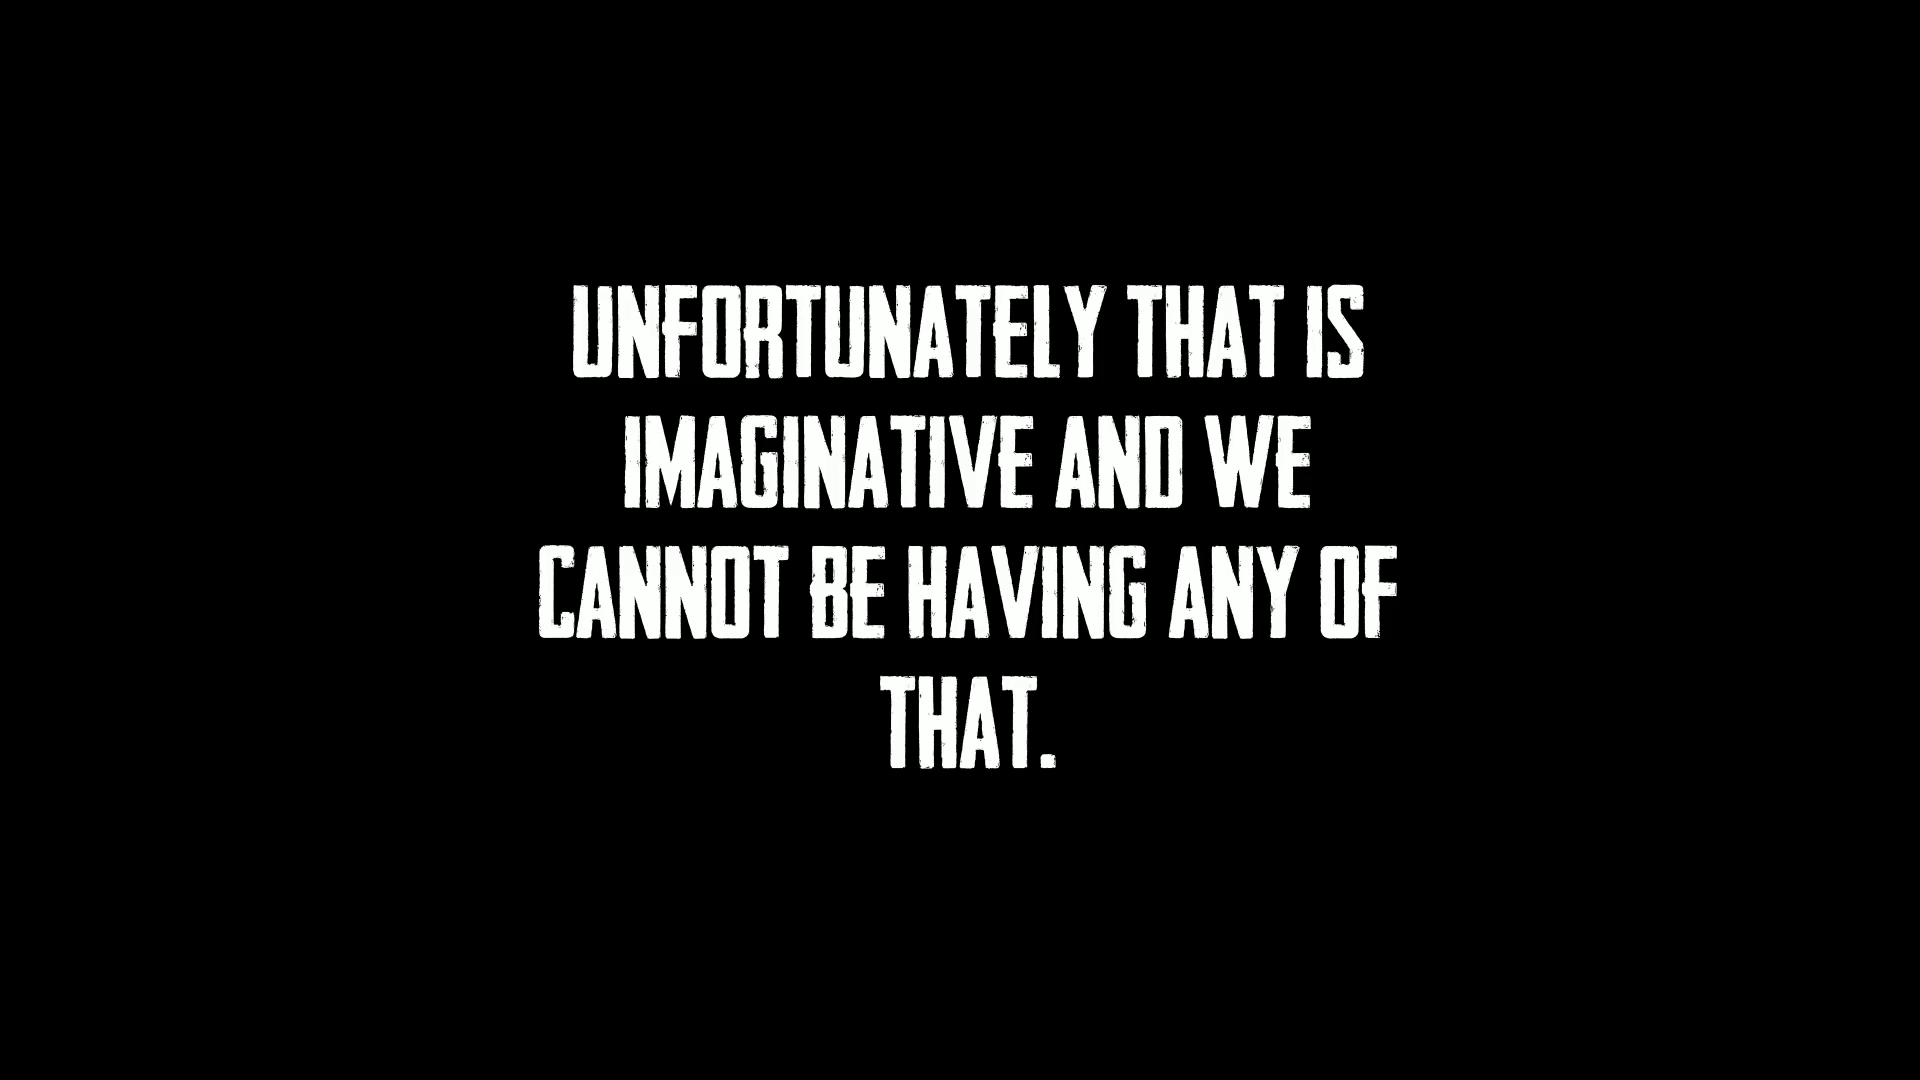 UNFORTUNATELY THAT IS
IMAGINATIVE AND WE
CANNOT BE HAVING ANY OF
THAT.